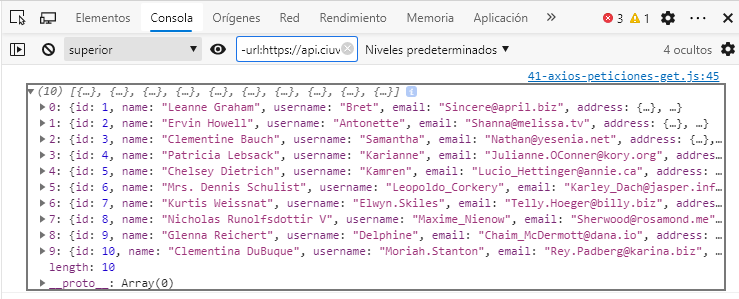 Elementos Consola Orígenes Red Rendimiento Memoria Aplicación 3 1
superior -url:https://api.ciuv Niveles predeterminados 4 ocultos
41-axios-peticiones-get.js:45
(10) [{…}, {…}, {…}, {…}, {…}, {…}, {…}, {…}, {…}, {…}] i
0: {id: 1, name: "Leanne Graham", username: "Bret", email: "Sincere@april.biz", address: {…}, …}
1: {id: 2, name: "Ervin Howell", username: "Antonette", email: "Shanna@melissa.tv", address: {…}, …}
2: {id: 3, name: "Clementine Bauch", username: "Samantha", email: "Nathan@yesenia.net", address: {…},…
3: {id: 4, name: "Patricia Lebsack", username: "Karianne", email: "Julianne.OConner@kory.org", addres…
4: {id: 5, name: "Chelsey Dietrich", username: "Kamren", email: "Lucio_Hettinger@annie.ca", address: …
5: {id: 6, name: "Mrs. Dennis Schulist", username: "Leopoldo_Corkery", email: "Karley_Dach@jasper.inf…
6: {id: 7, name: "Kurtis Weissnat", username: "Elwyn.Skiles", email: "Telly.Hoeger@billy.biz", addres…
7: {id: 8, name: "Nicholas Runolfsdottir V", username: "Maxime_Nienow", email: "Sherwood@rosamond.me"…
8: {id: 9, name: "Glenna Reichert", username: "Delphine", email: "Chaim_McDermott@dana.io", address: …
9: {id: 10, name: "Clementina DuBuque", username: "Moriah.Stanton", email: "Rey.Padberg@karina.biz", …
length: 10
__proto__: Array(0)